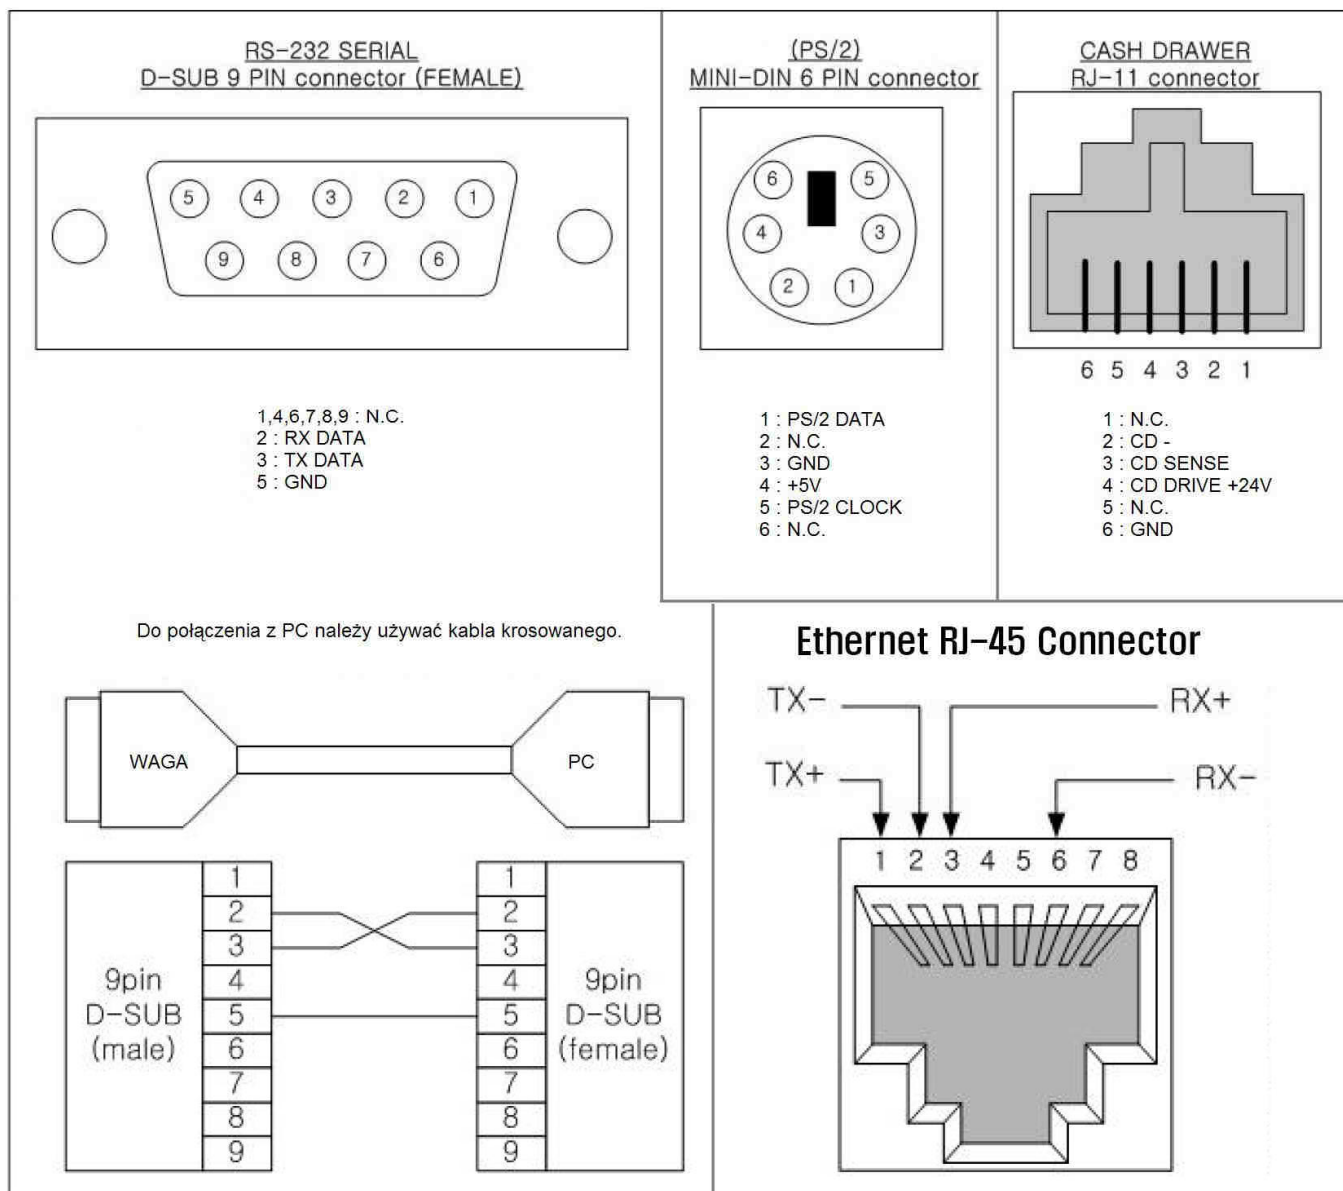 RS-232 SERIAL
D-SUB 9 PIN connector (FEMALE)
5 4 3 2 1
9 8 7 6
1,4,6,7,8,9 : N.C.
2 : RX DATA
3 : TX DATA
5 : GND
(PS/2)
MINI-DIN 6 PIN connector
6 5
4 3
2 1
1 : PS/2 DATA
2 : N.C.
3 : GND
4 : +5V
5 : PS/2 CLOCK
6 : N.C.
CASH DRAWER
RJ-11 connector
6 5 4 3 2 1
1 : N.C.
2 : CD -
3 : CD SENSE
4 : CD DRIVE +24V
5 : N.C.
6 : GND
Do połączenia z PC należy używać kabla krosowanego.
WAGA PC
9pin
D-SUB
(male)
1
2
3
4
5
6
7
8
9
1
2
3
4
5
6
7
8
9
9pin
D-SUB
(female)
Ethernet RJ-45 Connector
TX- RX+
TX+ RX-
1 2 3 4 5 6 7 8